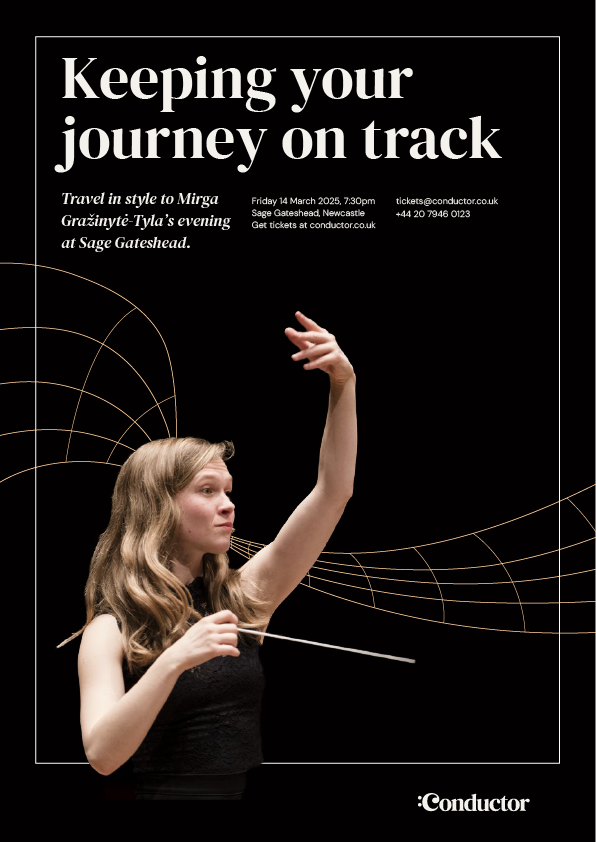 Keeping your
journey on track
Travel in style to Mirga
Gražinytė-Tyla’s evening
at Sage Gateshead.
Friday 14 March 2025, 7:30pm
Sage Gateshead, Newcastle
Get tickets at conductor.co.uk
tickets@conductor.co.uk
+44 20 7946 0123
:Conductor